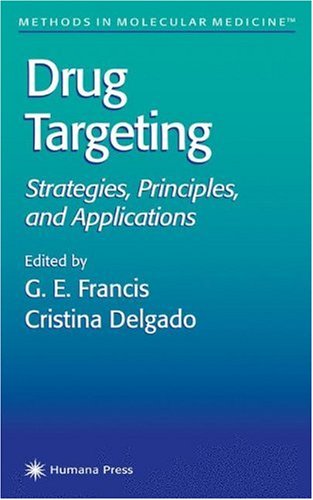 METHODS IN MOLECULAR MEDICINE™
Drug
Targeting
Strategies, Principles,
and Applications
Edited by
G. E. Francis
Cristina Delgado
Humana Press